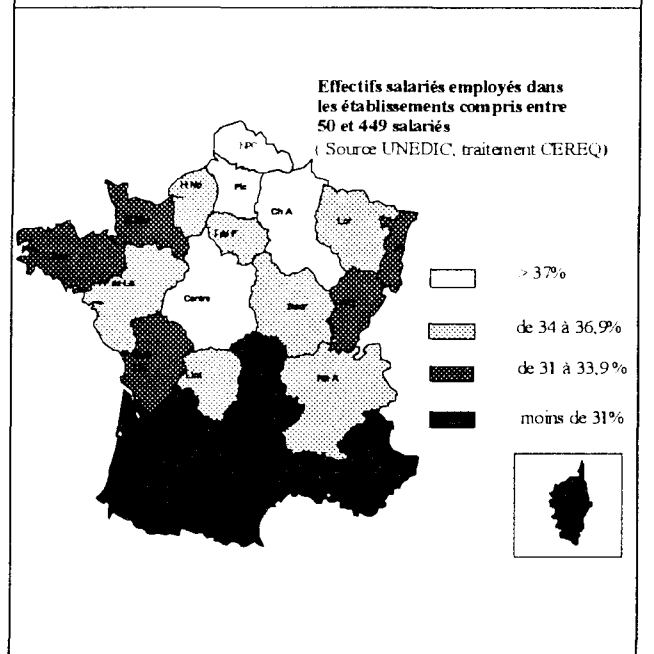 Effectifs salariés employés dans
les établissements compris entre
50 et 449 salariés
( Source UNEDIC, traitement CEREQ)
NPC
H.No
Pic
Ch A
Lor
Centre
Lim
Rh A
> 37%
de 34 à 36,9%
de 31 à 33,9%
moins de 31%